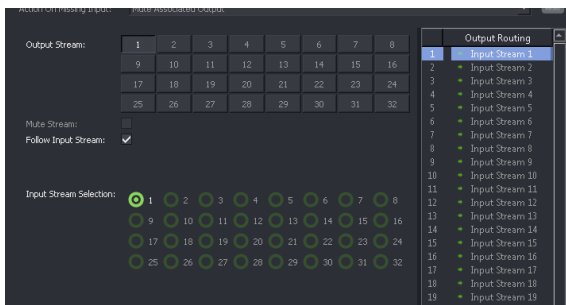 Action On Missing Input: Mute Associated Output
Output Stream: 1 2 3 4 5 6 7 8
9 10 11 12 13 14 15 16
17 18 19 20 21 22 23 24
25 26 27 28 29 30 31 32
Mute Stream:
Follow Input Stream:
Input Stream Selection: 1 2 3 4 5 6 7 8
9 10 11 12 13 14 15 16
17 18 19 20 21 22 23 24
25 26 27 28 29 30 31 32
Output Routing
1 Input Stream 1
2 Input Stream 2
3 Input Stream 3
4 Input Stream 4
5 Input Stream 5
6 Input Stream 6
7 Input Stream 7
8 Input Stream 8
9 Input Stream 9
10 Input Stream 10
11 Input Stream 11
12 Input Stream 12
13 Input Stream 13
14 Input Stream 14
15 Input Stream 15
16 Input Stream 16
17 Input Stream 17
18 Input Stream 18
19 Input Stream 19